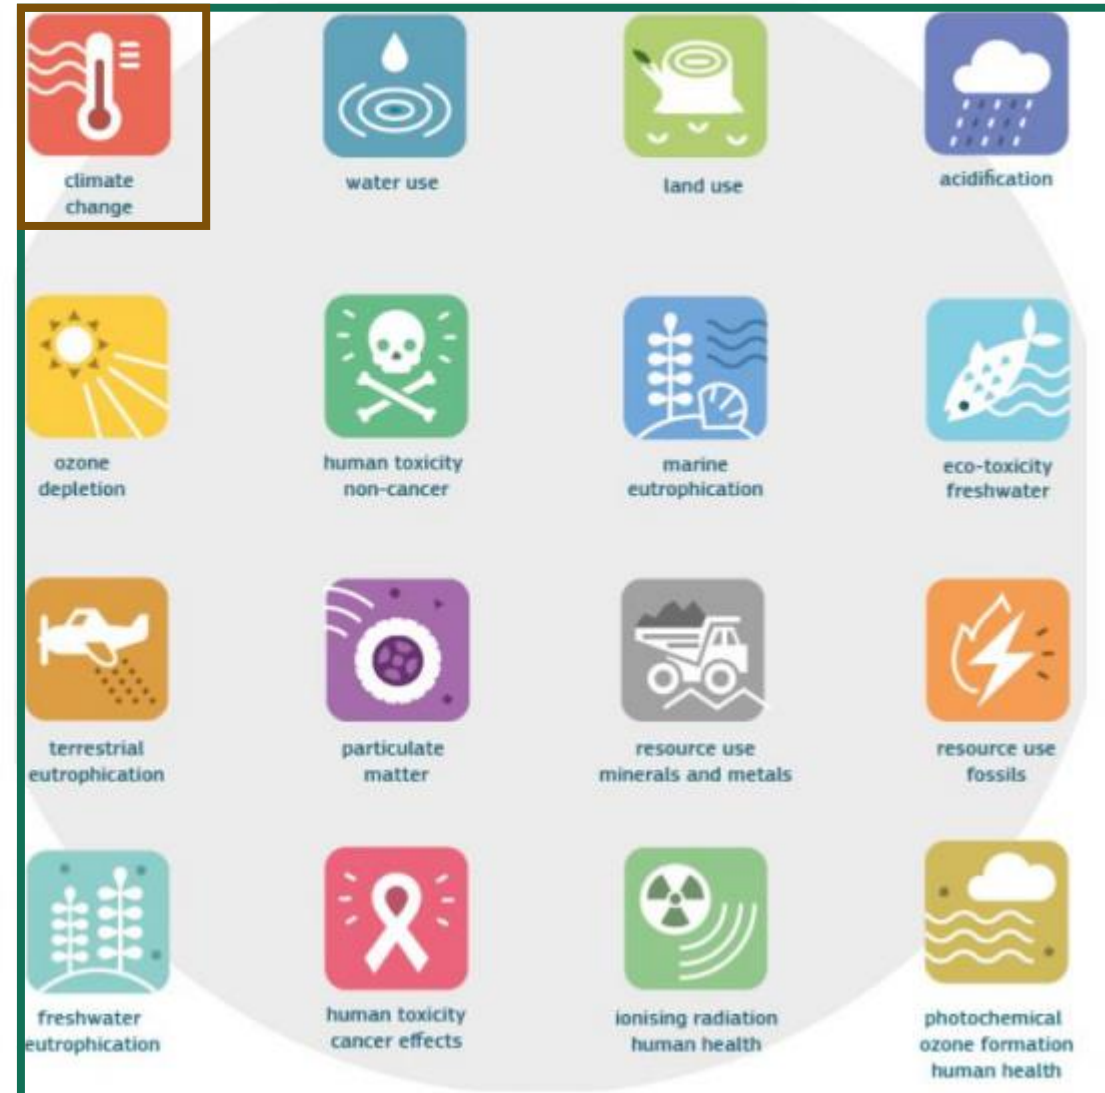 climate
change
water use
land use
acidification
ozone
depletion
human toxicity
non-cancer
marine
eutrophication
eco-toxicity
freshwater
terrestrial
eutrophication
particulate
matter
resource use
minerals and metals
resource use
fossils
freshwater
eutrophication
human toxicity
cancer effects
ionising radiation
human health
photochemical
ozone formation
human health